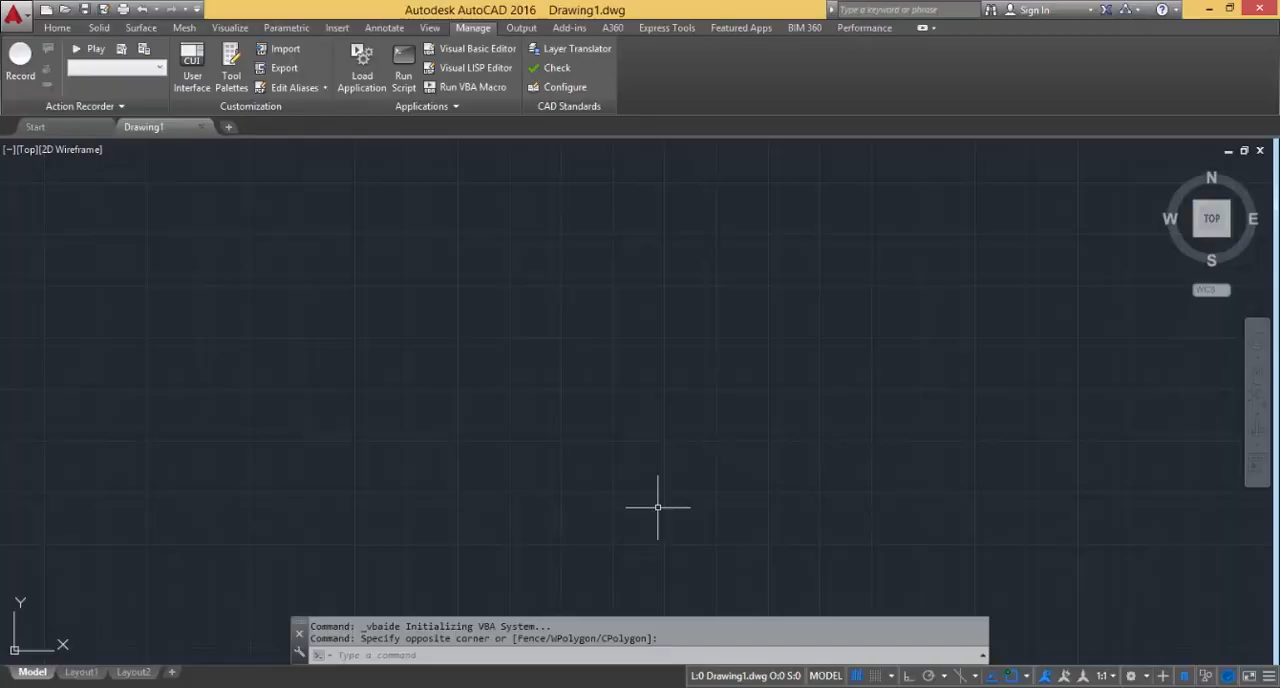 Autodesk AutoCAD 2016 Drawing1.dwg
Type a keyword or phrase
Sign In
Home Solid Surface Mesh Visualize Parametric Insert Annotate View Manage Output Add-ins A360 Express Tools Featured Apps BIM 360 Performance
Record
Play
Action Recorder
CUI
User Interface
Tool Palettes
Import
Export
Edit Aliases
Customization
Load Application
Run Script
Visual Basic Editor
Visual LISP Editor
Run VBA Macro
Applications
Layer Translator
Check
Configure
CAD Standards
Start
Drawing1
[−][Top][2D Wireframe]
N
W TOP E
S
WCS
Y
X
Command: _vbaide Initializing VBA System...
Command: Specify opposite corner or [Fence/WPolygon/CPolygon]:
Type a command
Model Layout1 Layout2
L:0 Drawing1.dwg O:0 S:0 MODEL 1:1